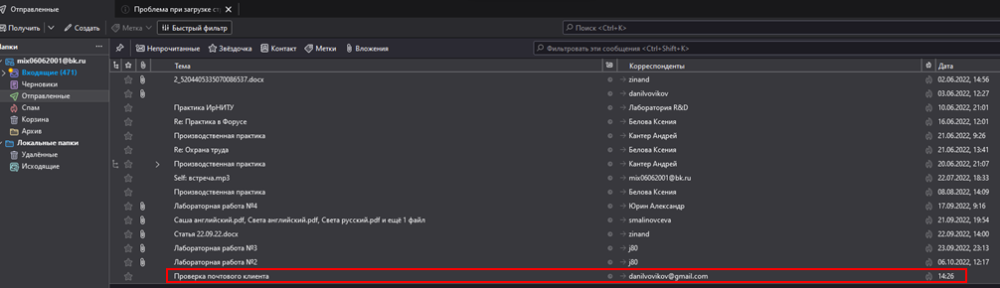 Отправленные Проблема при загрузке ст
Получить Создать Метка Быстрый фильтр Поиск <Ctrl+K>
Папки ... Непрочитанные Звёздочка Контакт Метки Вложения Фильтровать эти сообщения <Ctrl+Shift+K>
mix06062001@bk.ru
Входящие (471)
Черновики
Отправленные
Спам
Корзина
Архив
Локальные папки
Удалённые
Исходящие
Тема Корреспонденты Дата
2_5204405335070086537.docx zinand 02.06.2022, 14:56
danilvovikov 03.06.2022, 12:27
Практика ИрНИТУ Лаборатория R&D 10.06.2022, 21:01
Re: Практика в Форусе Белова Ксения 16.06.2022, 12:01
Производственная практика Кантер Андрей 21.06.2022, 9:26
Re: Охрана труда Белова Ксения 21.06.2022, 13:41
Производственная практика Кантер Андрей 20.06.2022, 21:07
Self: встреча.mp3 mix06062001@bk.ru 22.07.2022, 18:33
Производственная практика Белова Ксения 08.08.2022, 14:09
Лабораторная работа №4 Юрин Александр 17.09.2022, 9:16
Саша английский.pdf, Света английский.pdf, Света русский.pdf и ещё 1 файл smalinovceva 21.09.2022, 19:54
Статья 22.09.22.docx zinand 22.09.2022, 14:00
Лабораторная работа №3 j80 23.09.2022, 23:13
Лабораторная работа №2 j80 06.10.2022, 12:17
Проверка почтового клиента danilvovikov@gmail.com 14:26